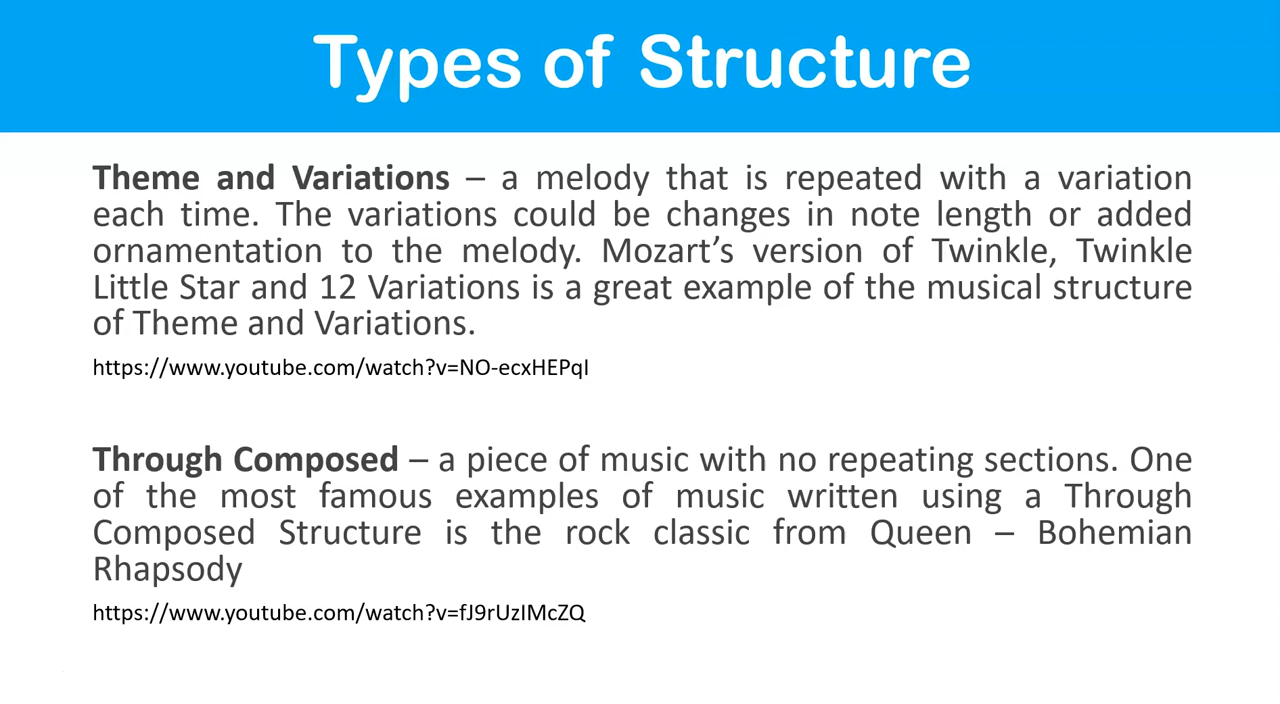 Types of Structure
Theme and Variations – a melody that is repeated with a variation
each time. The variations could be changes in note length or added
ornamentation to the melody. Mozart’s version of Twinkle, Twinkle
Little Star and 12 Variations is a great example of the musical structure
of Theme and Variations.
https://www.youtube.com/watch?v=NO-ecxHEPqI
Through Composed – a piece of music with no repeating sections. One
of the most famous examples of music written using a Through
Composed Structure is the rock classic from Queen – Bohemian
Rhapsody
https://www.youtube.com/watch?v=fJ9rUzIMcZQ